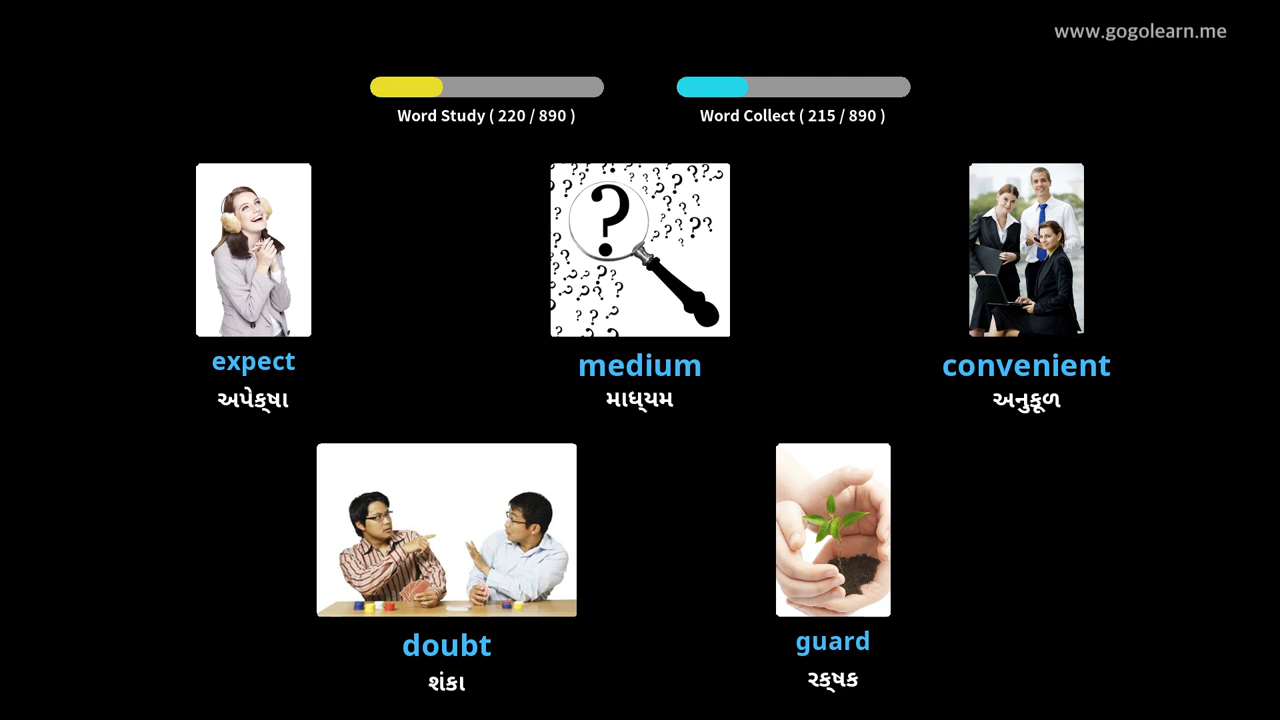 www.gogolearn.me
Word Study ( 220 / 890 )
Word Collect ( 215 / 890 )
expect
medium
convenient
અપેક્ષા
માધ્યમ
અનુકૂળ
doubt
guard
શંકા
રક્ષક